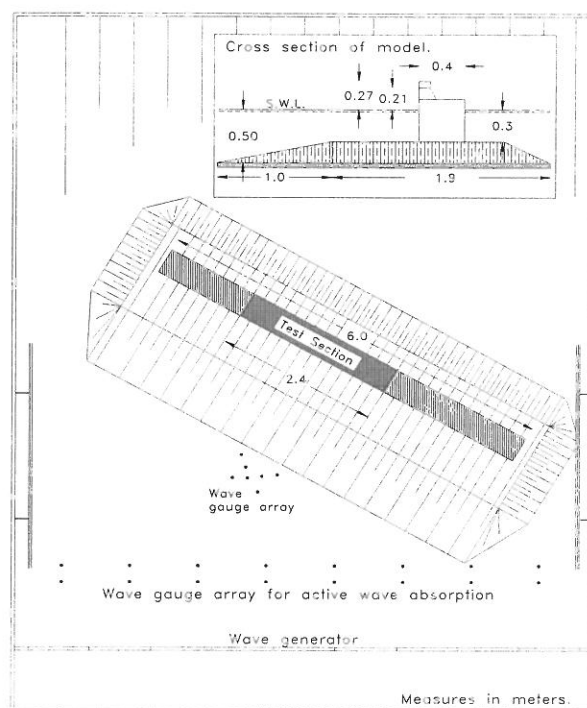 Cross section of model.
0.4
S.W.L.
0.27
0.21
0.50
0.3
1.0
1.9
6.0
Test Section
2.4
Wave
gauge array
Wave gauge array for active wave absorption
Wave generator
Measures in meters.